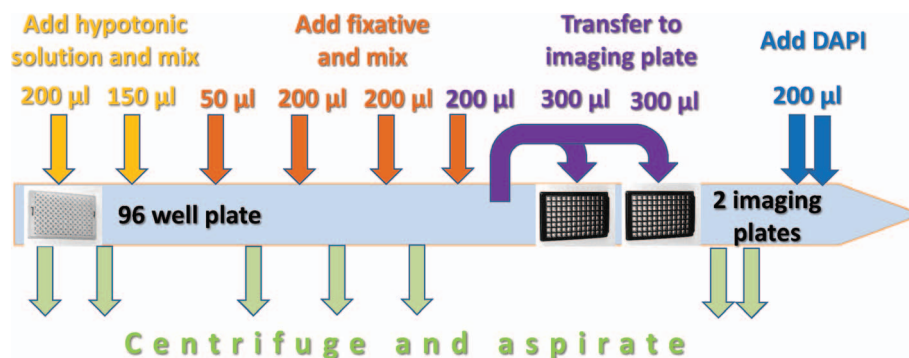 Add hypotonic
solution and mix
Add fixative
and mix
Transfer to
imaging plate
Add DAPI
200 µl 150 µl 50 µl 200 µl 200 µl 200 µl 300 µl 300 µl 200 µl
96 well plate
2 imaging
plates
Centrifuge and aspirate